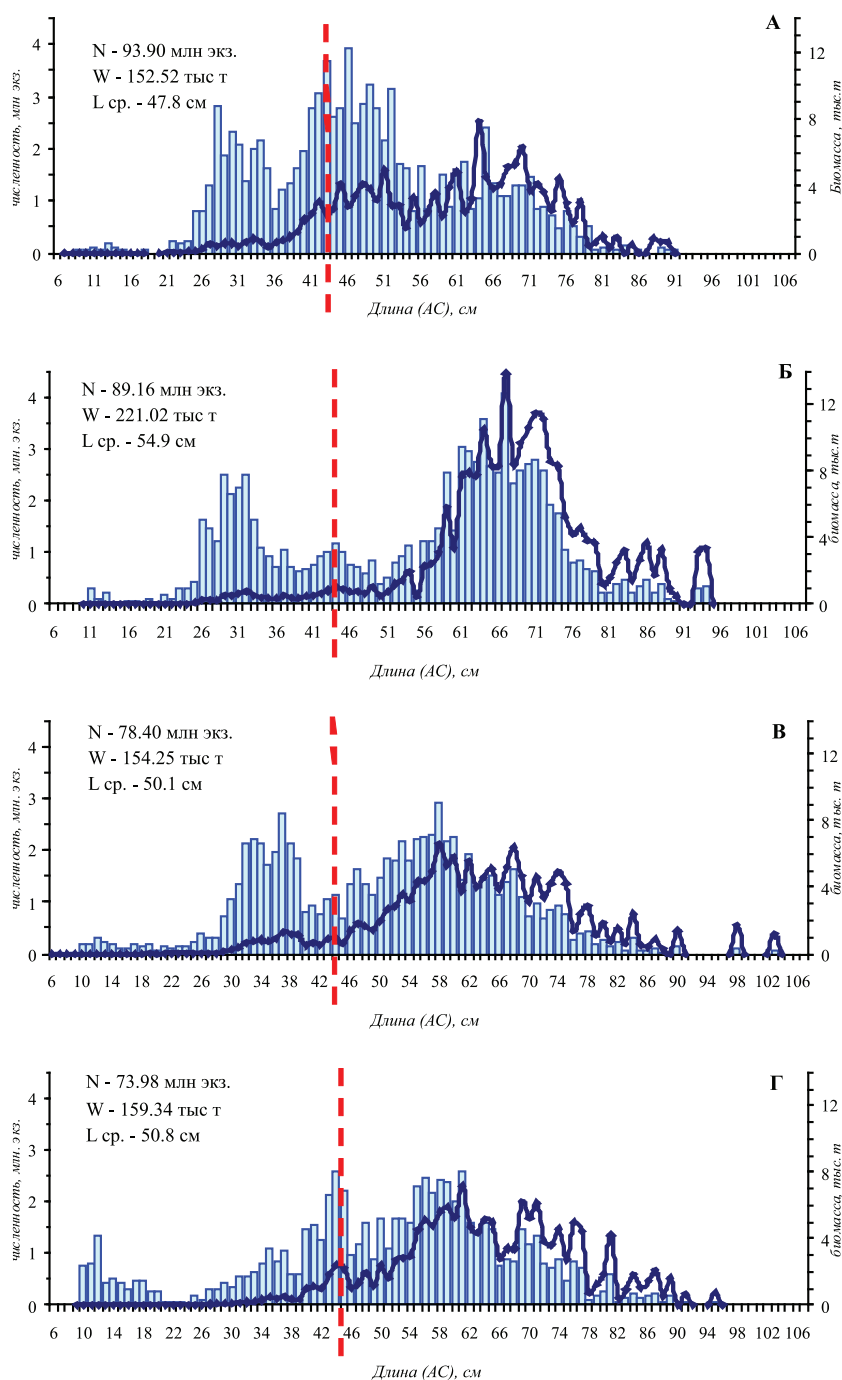 А
N - 93.90 млн экз.
W - 152.52 тыс т
L ср. - 47.8 см
численность, млн экз.
4
3
2
1
0
Биомасса, тыс.т
12
8
4
0
6 11 16 21 26 31 36 41 46 51 56 61 66 71 76 81 86 91 96 101 106
Длина (АС), см
Б
N - 89.16 млн экз.
W - 221.02 тыс т
L ср. - 54.9 см
численность, млн. экз.
4
3
2
1
0
биомасса, тыс.т
12
8
4
0
6 11 16 21 26 31 36 41 46 51 56 61 66 71 76 81 86 91 96 101 106
Длина (АС), см
В
N - 78.40 млн экз.
W - 154.25 тыс т
L ср. - 50.1 см
численность, млн. экз.
4
3
2
1
0
биомасса, тыс. т
12
8
4
0
6 10 14 18 22 26 30 34 38 42 46 50 54 58 62 66 70 74 78 82 86 90 94 98 102 106
Длина (АС), см
Г
N - 73.98 млн экз.
W - 159.34 тыс т
L ср. - 50.8 см
численность, млн. экз.
4
3
2
1
0
биомасса, тыс. т
12
8
4
0
6 10 14 18 22 26 30 34 38 42 46 50 54 58 62 66 70 74 78 82 86 90 94 98 102 106
Длина (АС), см